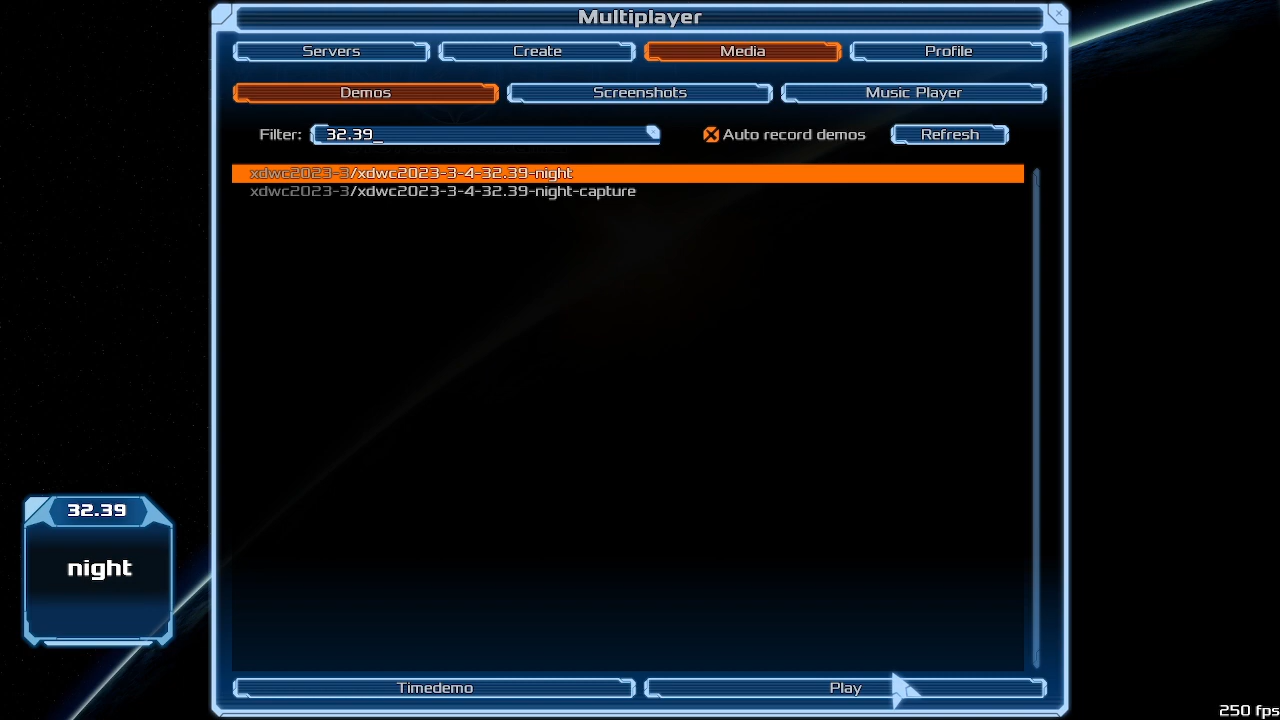 Multiplayer
Servers Create Media Profile
Demos Screenshots Music Player
Filter: 32.39_ Auto record demos Refresh
xdwc2023-3/xdwc2023-3-4-32.39-night
xdwc2023-3/xdwc2023-3-4-32.39-night-capture
32.39
night
Timedemo Play
250 fps